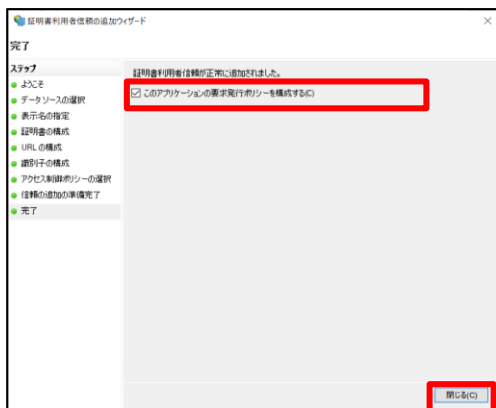 証明書利用者信頼の追加ウィザード
完了
ステップ
ようこそ
データソースの選択
表示名の指定
証明書の構成
URL の構成
識別子の構成
アクセス制御ポリシーの選択
信頼の追加の準備完了
完了
証明書利用者信頼が正常に追加されました。
このアプリケーションの要求発行ポリシーを構成する(C)
閉じる(C)